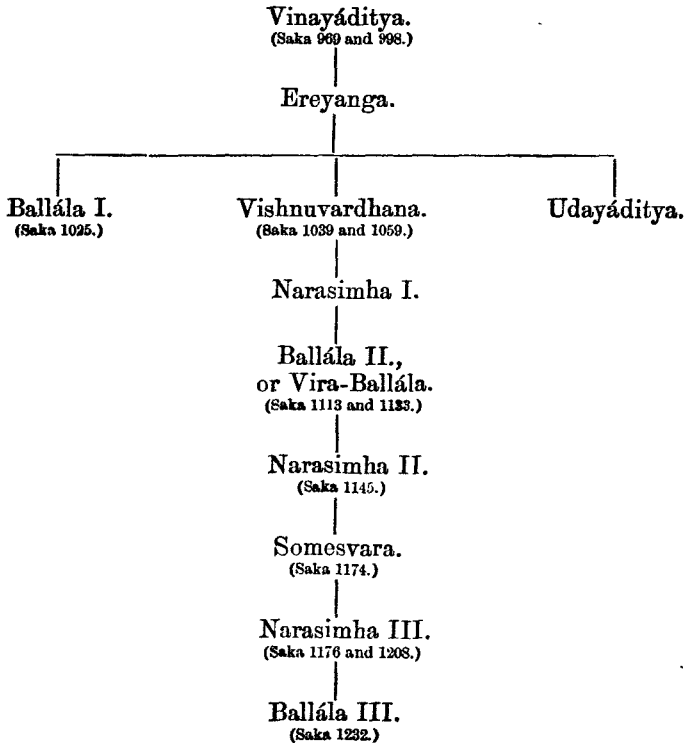 Vinayáditya.
(Saka 969 and 998.)
Ereyanga.
Ballála I.
(Saka 1025.)
Vishnuvardhana.
(Saka 1039 and 1059.)
Udayáditya.
Narasimha I.
Ballála II.,
or Vira-Ballála.
(Saka 1113 and 1133.)
Narasimha II.
(Saka 1145.)
Somesvara.
(Saka 1174.)
Narasimha III.
(Saka 1176 and 1208.)
Ballála III.
(Saka 1232.)